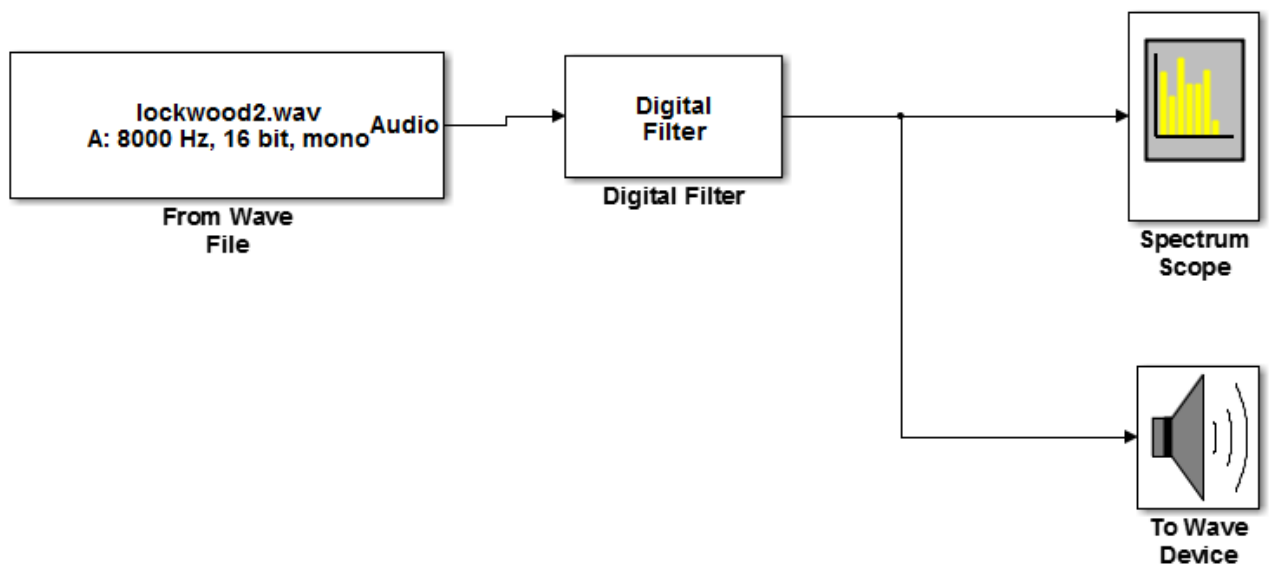 lockwood2.wav
A: 8000 Hz, 16 bit, mono
Audio
From Wave
File
Digital
Filter
Digital Filter
Spectrum
Scope
To Wave
Device